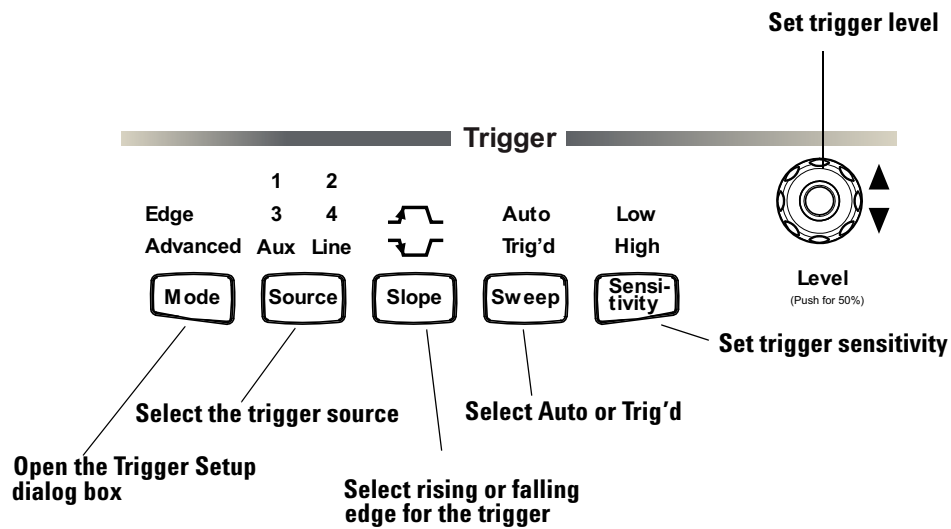 Set trigger level
Trigger
1 2
Edge 3 4 Auto Low
Advanced Aux Line Trig'd High
Mode Source Slope Sweep Sensi-
tivity
Level
(Push for 50%)
Set trigger sensitivity
Select the trigger source
Select Auto or Trig'd
Open the Trigger Setup
dialog box
Select rising or falling
edge for the trigger